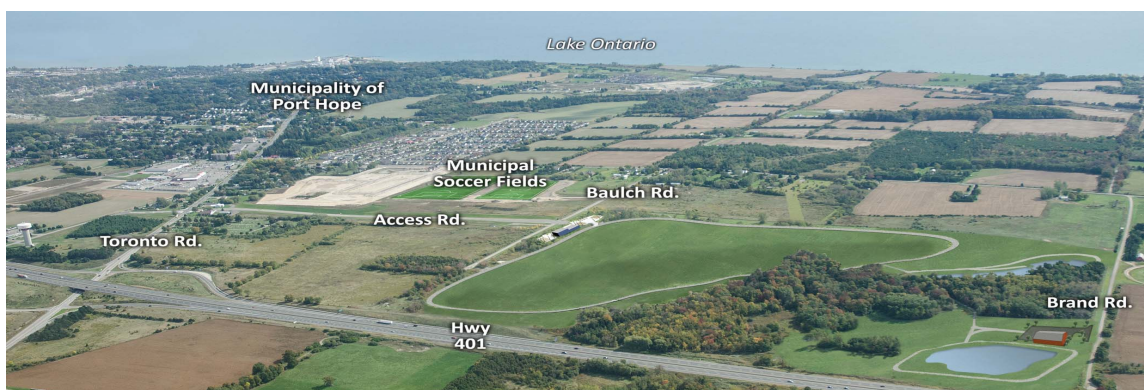 Lake Ontario
Municipality of
Port Hope
Municipal
Soccer Fields
Baulch Rd.
Access Rd.
Toronto Rd.
Brand Rd.
Hwy
401